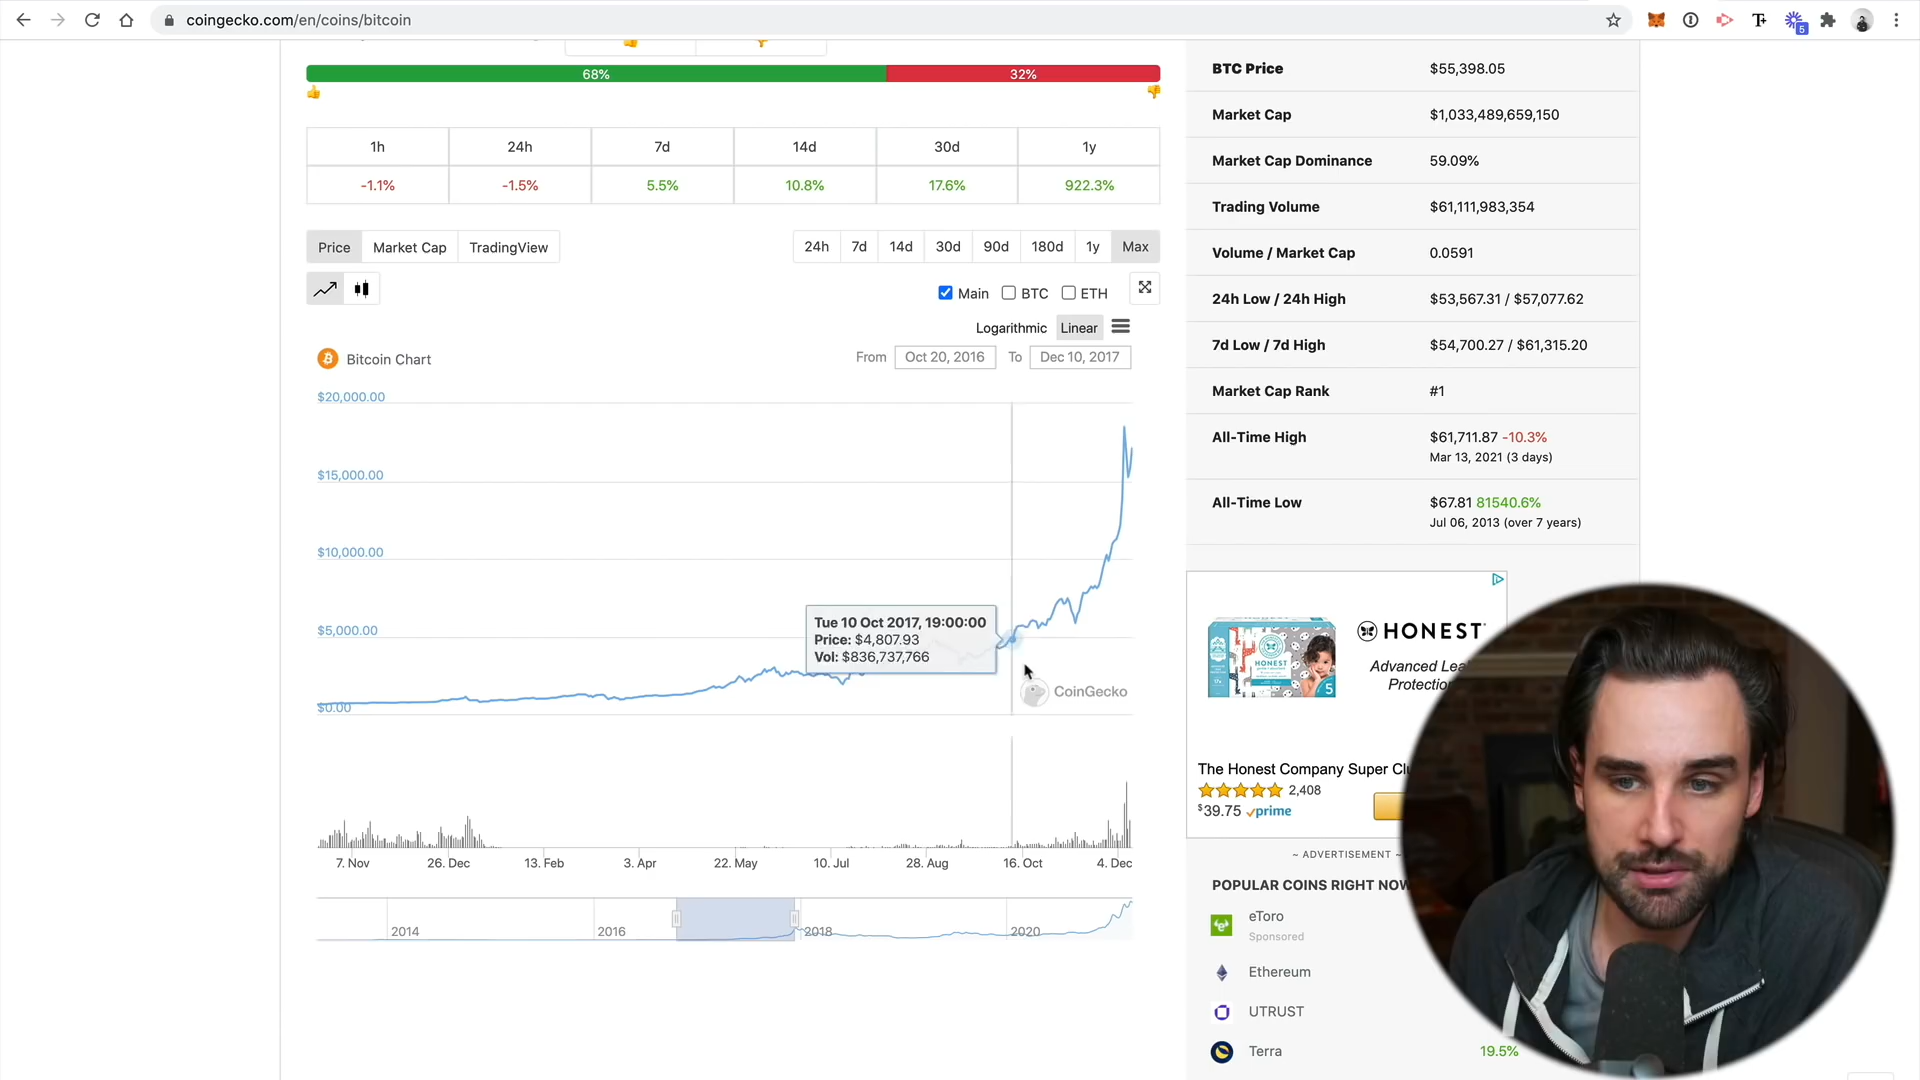 coingecko.com/en/coins/bitcoin
5
68%
32%
1h 24h 7d 14d 30d 1y
-1.1% -1.5% 5.5% 10.8% 17.6% 922.3%
Price Market Cap TradingView
24h 7d 14d 30d 90d 180d 1y Max
Main BTC ETH
Logarithmic Linear
Bitcoin Chart
From Oct 20, 2016 To Dec 10, 2017
$20,000.00
$15,000.00
$10,000.00
$5,000.00
$0.00
Tue 10 Oct 2017, 19:00:00
Price: $4,807.93
Vol: $836,737,766
CoinGecko
7. Nov 26. Dec 13. Feb 3. Apr 22. May 10. Jul 28. Aug 16. Oct 4. Dec
2014 2016 2018 2020
BTC Price $55,398.05
Market Cap $1,033,489,659,150
Market Cap Dominance 59.09%
Trading Volume $61,111,983,354
Volume / Market Cap 0.0591
24h Low / 24h High $53,567.31 / $57,077.62
7d Low / 7d High $54,700.27 / $61,315.20
Market Cap Rank #1
All-Time High $61,711.87 -10.3%
Mar 13, 2021 (3 days)
All-Time Low $67.81 81540.6%
Jul 06, 2013 (over 7 years)
HONEST
HONEST
5
Advanced Lea
Protection
The Honest Company Super Clu
2,408
$39.75 prime
~ ADVERTISEMENT ~
POPULAR COINS RIGHT NOW
eToro
Sponsored
Ethereum
UTRUST
Terra 19.5%